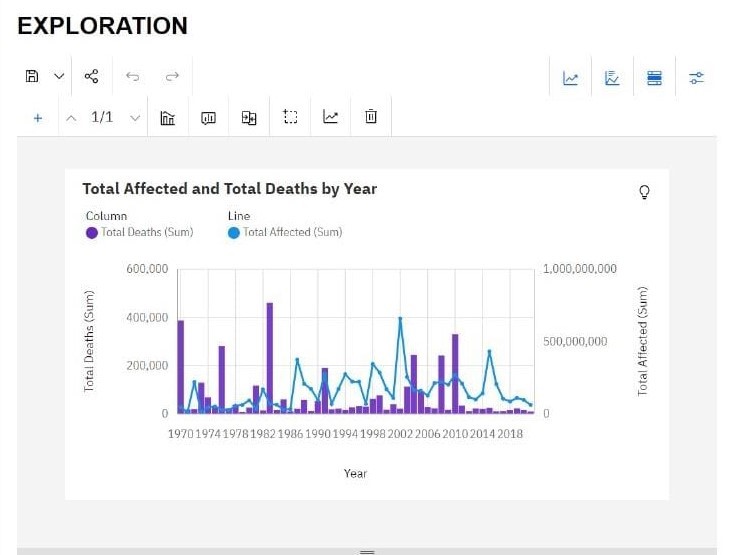 EXPLORATION
1/1
Total Affected and Total Deaths by Year
Column Line
Total Deaths (Sum) Total Affected (Sum)
600,000 1,000,000,000
400,000
500,000,000
200,000
0 0
Total Deaths (Sum)
Total Affected (Sum)
1970 1974 1978 1982 1986 1990 1994 1998 2002 2006 2010 2014 2018
Year